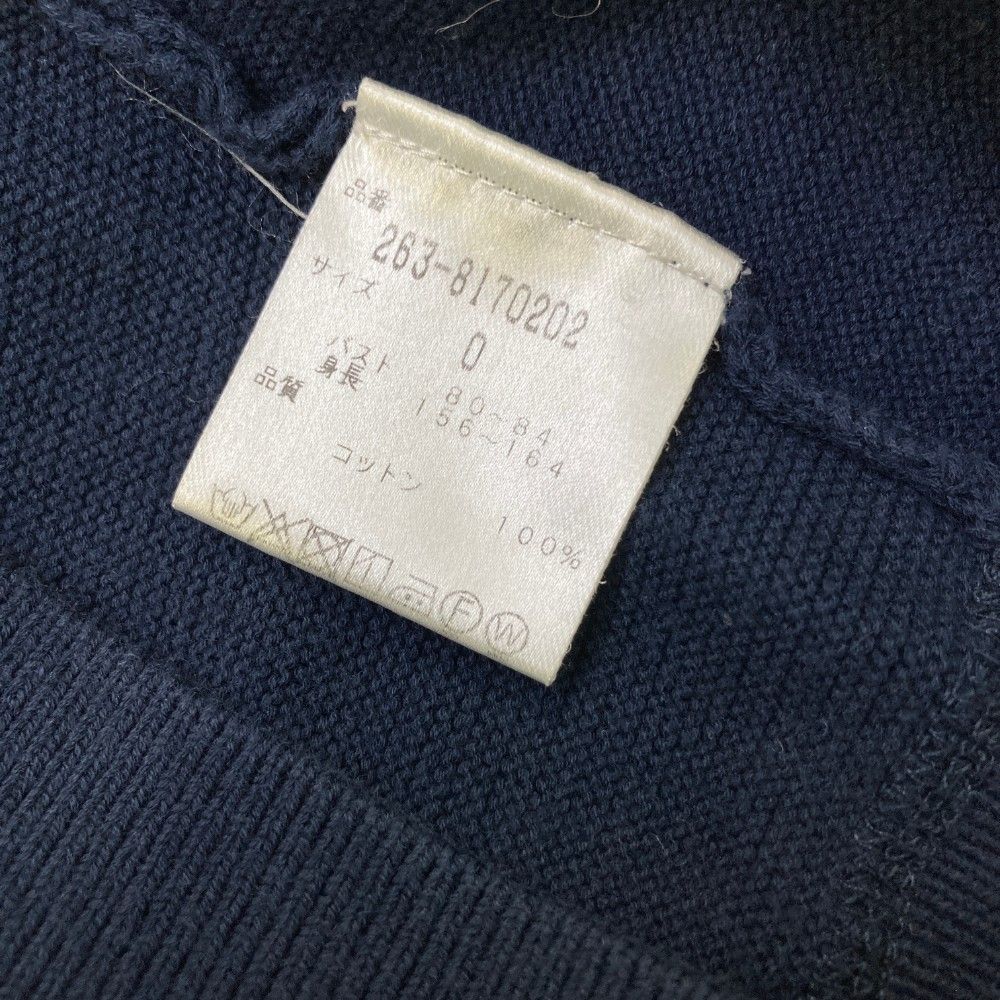 品番
263-8170202
サイズ 0
バスト 80~84
身長 156~164
品質
コットン 100%
F W